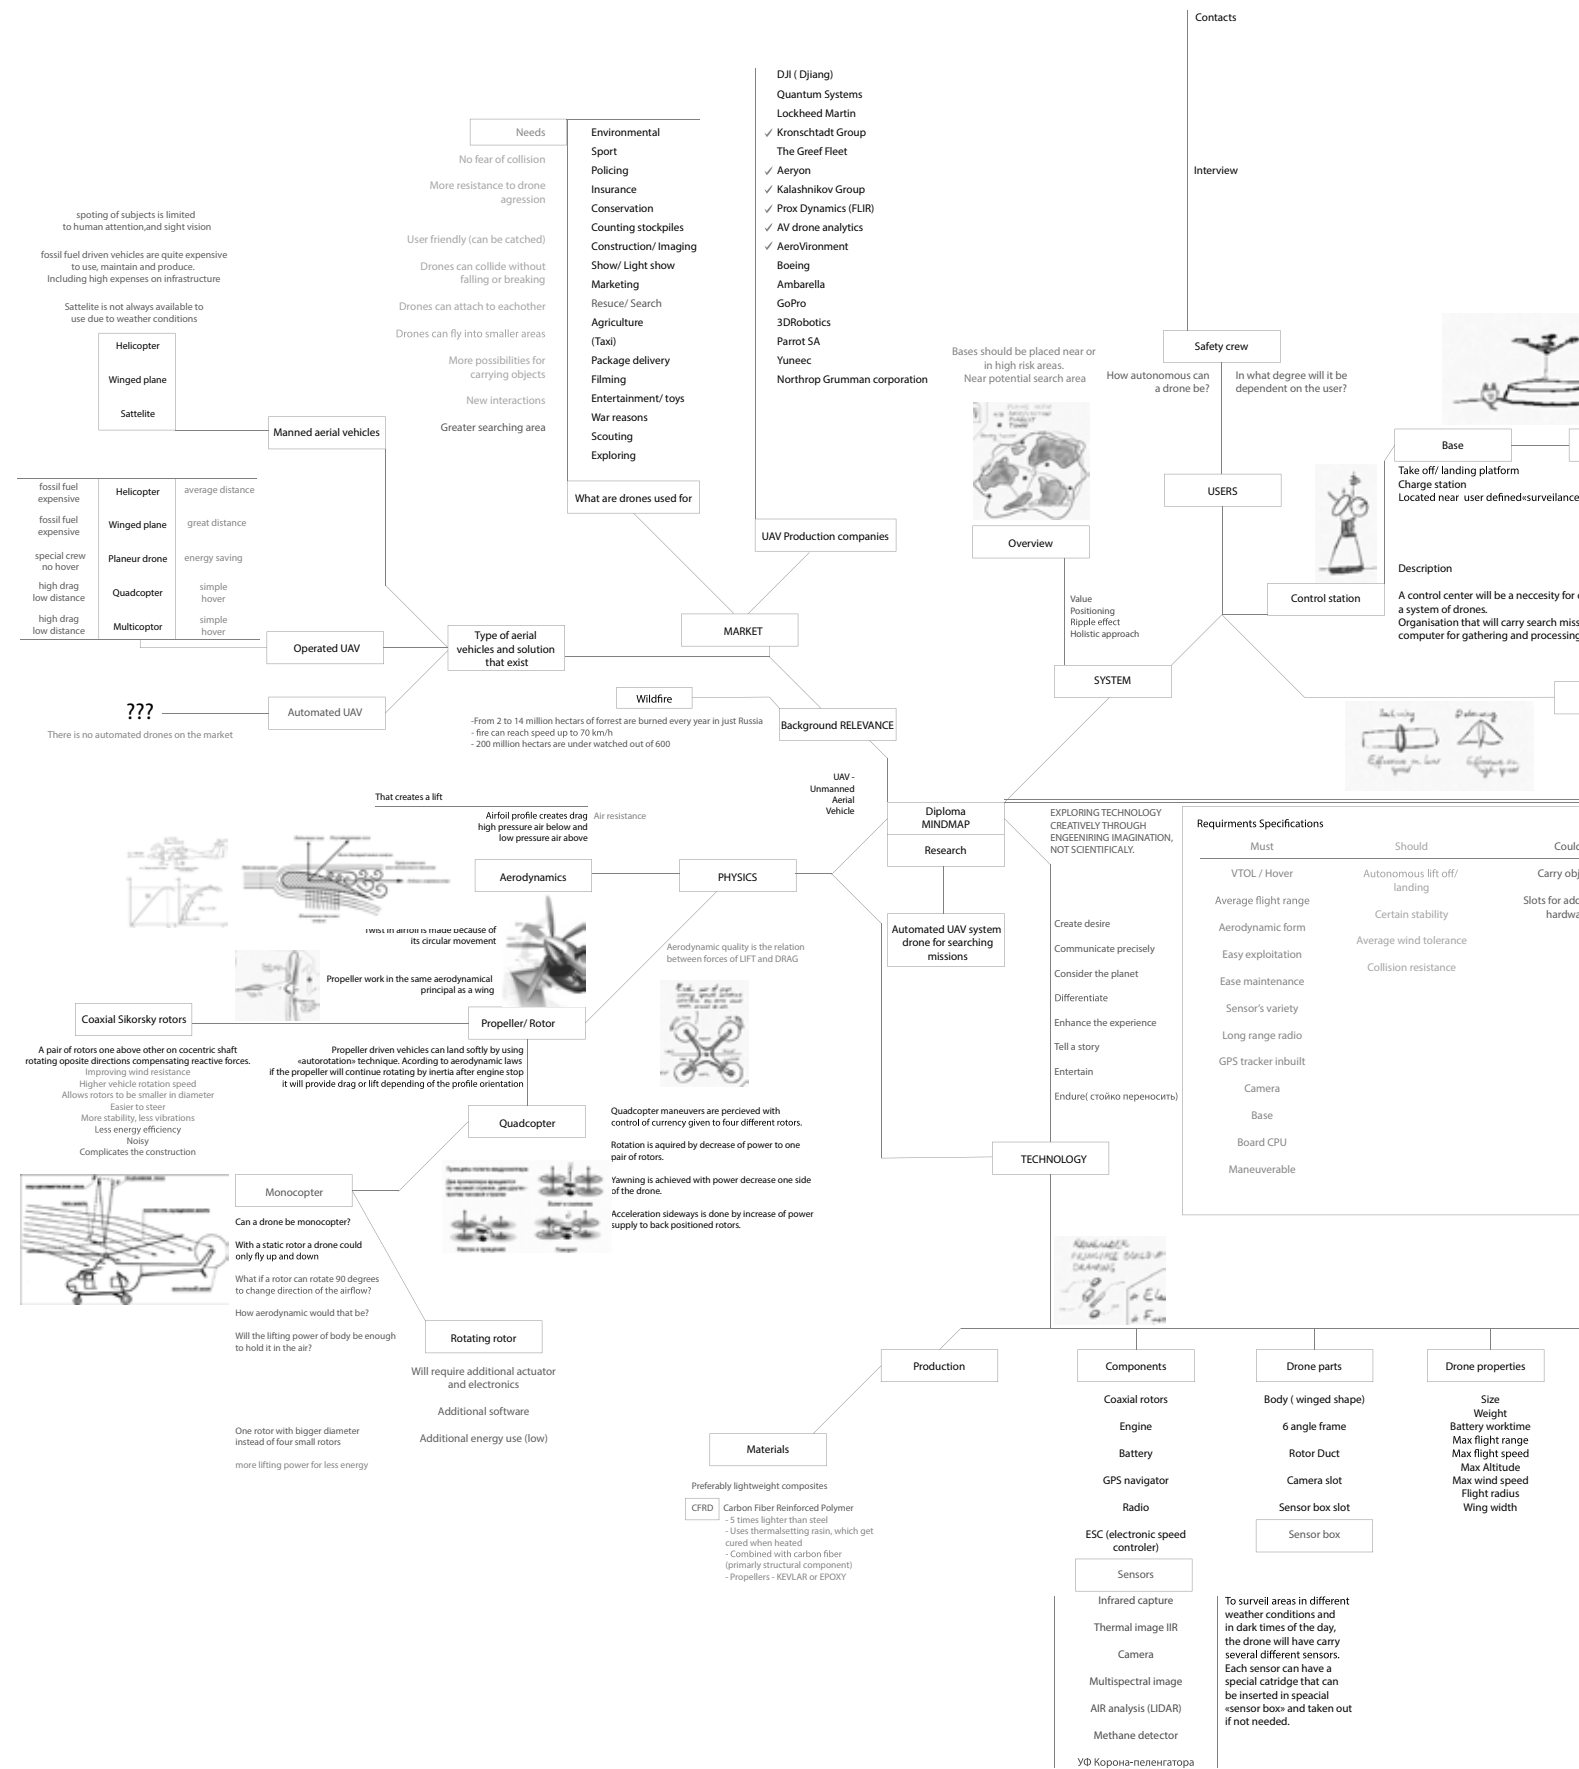 Contacts
Interview
DJI ( Djiang)
Quantum Systems
Lockheed Martin
✓ Kronschtadt Group
The Greef Fleet
✓ Aeryon
✓ Kalashnikov Group
✓ Prox Dynamics (FLIR)
✓ AV drone analytics
✓ AeroVironment
Boeing
Ambarella
GoPro
3DRobotics
Parrot SA
Yuneec
Northrop Grumman corporation
UAV Production companies
Needs
No fear of collision
More resistance to drone
agression
User friendly (can be catched)
Drones can collide without
falling or breaking
Drones can attach to eachother
Drones can fly into smaller areas
More possibilities for
carrying objects
New interactions
Greater searching area
Environmental
Sport
Policing
Insurance
Conservation
Counting stockpiles
Construction/ Imaging
Show/ Light show
Marketing
Resuce/ Search
Agriculture
(Taxi)
Package delivery
Filming
Entertainment/ toys
War reasons
Scouting
Exploring
What are drones used for
MARKET
spoting of subjects is limited
to human attention,and sight vision
fossil fuel driven vehicles are quite expensive
to use, maintain and produce.
Including high expenses on infrastructure
Sattelite is not always available to
use due to weather conditions
Helicopter
Winged plane
Sattelite
Manned aerial vehicles
fossil fuel
expensive
Helicopter
average distance
fossil fuel
expensive
Winged plane
great distance
special crew
no hover
Planeur drone
energy saving
high drag
low distance
Quadcopter
simple
hover
high drag
low distance
Multicoptor
simple
hover
Operated UAV
Type of aerial
vehicles and solution
that exist
???
There is no automated drones on the market
Automated UAV
Wildfire
-From 2 to 14 million hectars of forrest are burned every year in just Russia
- fire can reach speed up to 70 km/h
- 200 million hectars are under watched out of 600
Background RELEVANCE
UAV -
Unmanned
Aerial
Vehicle
Diploma
MINDMAP
Research
Automated UAV system
drone for searching
missions
Bases should be placed near or
in high risk areas.
Near potential search area
Overview
Value
Positioning
Ripple effect
Holistic approach
SYSTEM
Safety crew
How autonomous can
a drone be?
In what degree will it be
dependent on the user?
USERS
Control station
Base
Take off/ landing platform
Charge station
Located near user defined«surveilance
Description
A control center will be a neccesity for
a system of drones.
Organisation that will carry search
computer for gathering and processing
That creates a lift
Airfoil profile creates drag
high pressure air below and
low pressure air above
Air resistance
Aerodynamics
PHYSICS
Twist in airfoil is made because of
its circular movement
Propeller work in the same aerodynamical
principal as a wing
Aerodynamic quality is the relation
between forces of LIFT and DRAG
Coaxial Sikorsky rotors
Propeller/ Rotor
A pair of rotors one above other on cocentric shaft
rotating oposite directions compensating reactive forces.
Improving wind resistance
Higher vehicle rotation speed
Allows rotors to be smaller in diameter
Easier to steer
More stability, less vibrations
Less energy efficiency
Noisy
Complicates the construction
Propeller driven vehicles can land softly by using
«autorotation» technique. Acording to aerodynamic laws
if the propeller will continue rotating by inertia after engine stop
it will provide drag or lift depending of the profile orientation
Quadcopter
Quadcopter maneuvers are percieved with
control of currency given to four different rotors.
Rotation is aquired by decrease of power to one
pair of rotors.
Yawning is achieved with power decrease one side
of the drone.
Acceleration sideways is done by increase of power
supply to back positioned rotors.
Monocopter
Can a drone be monocopter?
With a static rotor a drone could
only fly up and down
What if a rotor can rotate 90 degrees
to change direction of the airflow?
How aerodynamic would that be?
Will the lifting power of body be enough
to hold it in the air?
One rotor with bigger diameter
instead of four small rotors
more lifting power for less energy
Rotating rotor
Will require additional actuator
and electronics
Additional software
Additional energy use (low)
EXPLORING TECHNOLOGY
CREATIVELY THROUGH
ENGEENIRING IMAGINATION,
NOT SCIENTIFICALY.
Create desire
Communicate precisely
Consider the planet
Differentiate
Enhance the experience
Tell a story
Entertain
Endure( стойко переносить)
TECHNOLOGY
Requirments Specifications
Must
VTOL / Hover
Average flight range
Aerodynamic form
Easy exploitation
Ease maintenance
Sensor's variety
Long range radio
GPS tracker inbuilt
Camera
Base
Board CPU
Maneuverable
Should
Autonomous lift off/
landing
Certain stability
Average wind tolerance
Collision resistance
Could
Carry
Slots for
Production
Materials
Preferably lightweight composites
CFRD
Carbon Fiber Reinforced Polymer
- 5 times lighter than steel
- Uses thermalsetting rasin, which get
cured when heated
- Combined with carbon fiber
(primarly structural component)
- Propellers - KEVLAR or EPOXY
Components
Coaxial rotors
Engine
Battery
GPS navigator
Radio
ESC (electronic speed
controler)
Sensors
Infrared capture
Thermal image IIR
Camera
Multispectral image
AIR analysis (LIDAR)
Methane detector
УФ Корона-пеленгатора
To surveil areas in different
weather conditions and
in dark times of the day,
the drone will have carry
several different sensors.
Each sensor can have a
special catridge that can
be inserted in speacial
«sensor box» and taken out
if not needed.
Drone parts
Body ( winged shape)
6 angle frame
Rotor Duct
Camera slot
Sensor box slot
Sensor box
Drone properties
Size
Weight
Battery worktime
Max flight range
Max flight speed
Max Altitude
Max wind speed
Flight radius
Wing width